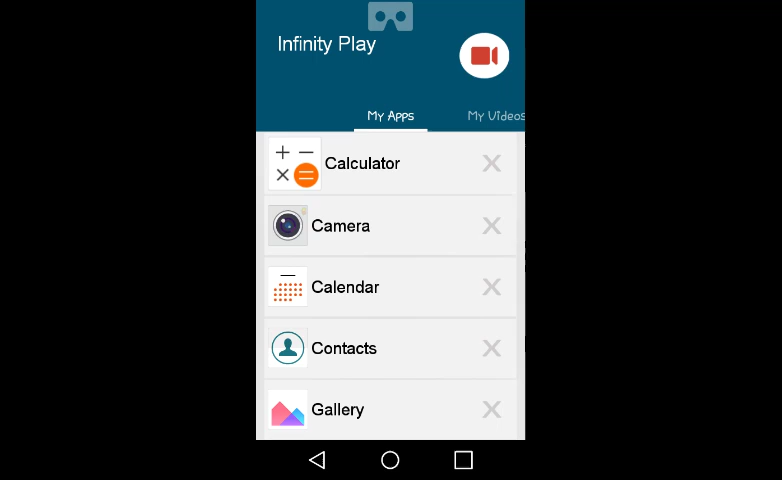 Infinity Play
My Apps
My Videos
Calculator
Camera
Calendar
Contacts
Gallery